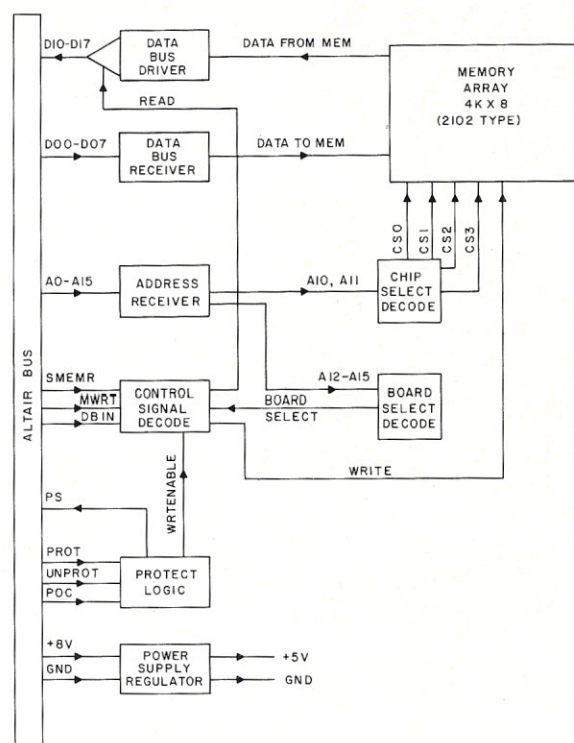 DI0-DI7
DATA
BUS
DRIVER
DATA FROM MEM
MEMORY
ARRAY
4K X 8
(2102 TYPE)
READ
DO0-DO7
DATA
BUS
RECEIVER
DATA TO MEM
CS0
CS1
CS2
CS3
A0-A15
ADDRESS
RECEIVER
A10, A11
CHIP
SELECT
DECODE
ALTAIR BUS
SMEMR
MWRT
DBIN
CONTROL
SIGNAL
DECODE
A12-A15
BOARD
SELECT
BOARD
SELECT
DECODE
WRITE
WRTENABLE
PS
PROT
UNPROT
POC
PROTECT
LOGIC
+8V
GND
POWER
SUPPLY
REGULATOR
+5V
GND